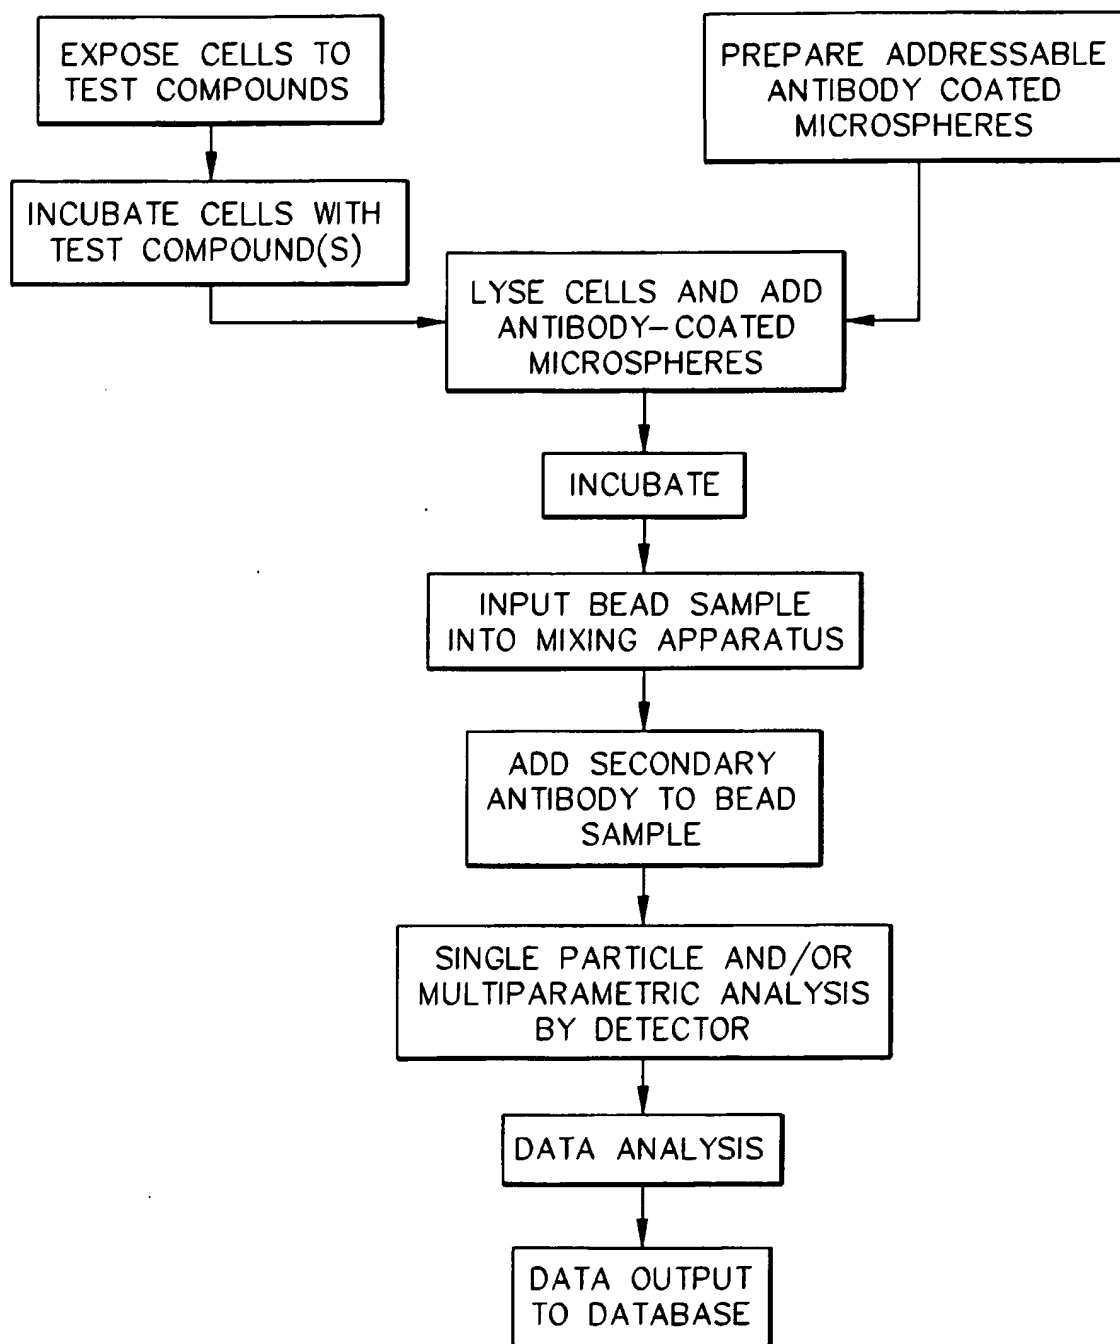 EXPOSE CELLS TO
TEST COMPOUNDS
PREPARE ADDRESSABLE
ANTIBODY COATED
MICROSPHERES
INCUBATE CELLS WITH
TEST COMPOUND(S)
LYSE CELLS AND ADD
ANTIBODY-COATED
MICROSPHERES
INCUBATE
INPUT BEAD SAMPLE
INTO MIXING APPARATUS
ADD SECONDARY
ANTIBODY TO BEAD
SAMPLE
SINGLE PARTICLE AND/OR
MULTIPARAMETRIC ANALYSIS
BY DETECTOR
DATA ANALYSIS
DATA OUTPUT
TO DATABASE